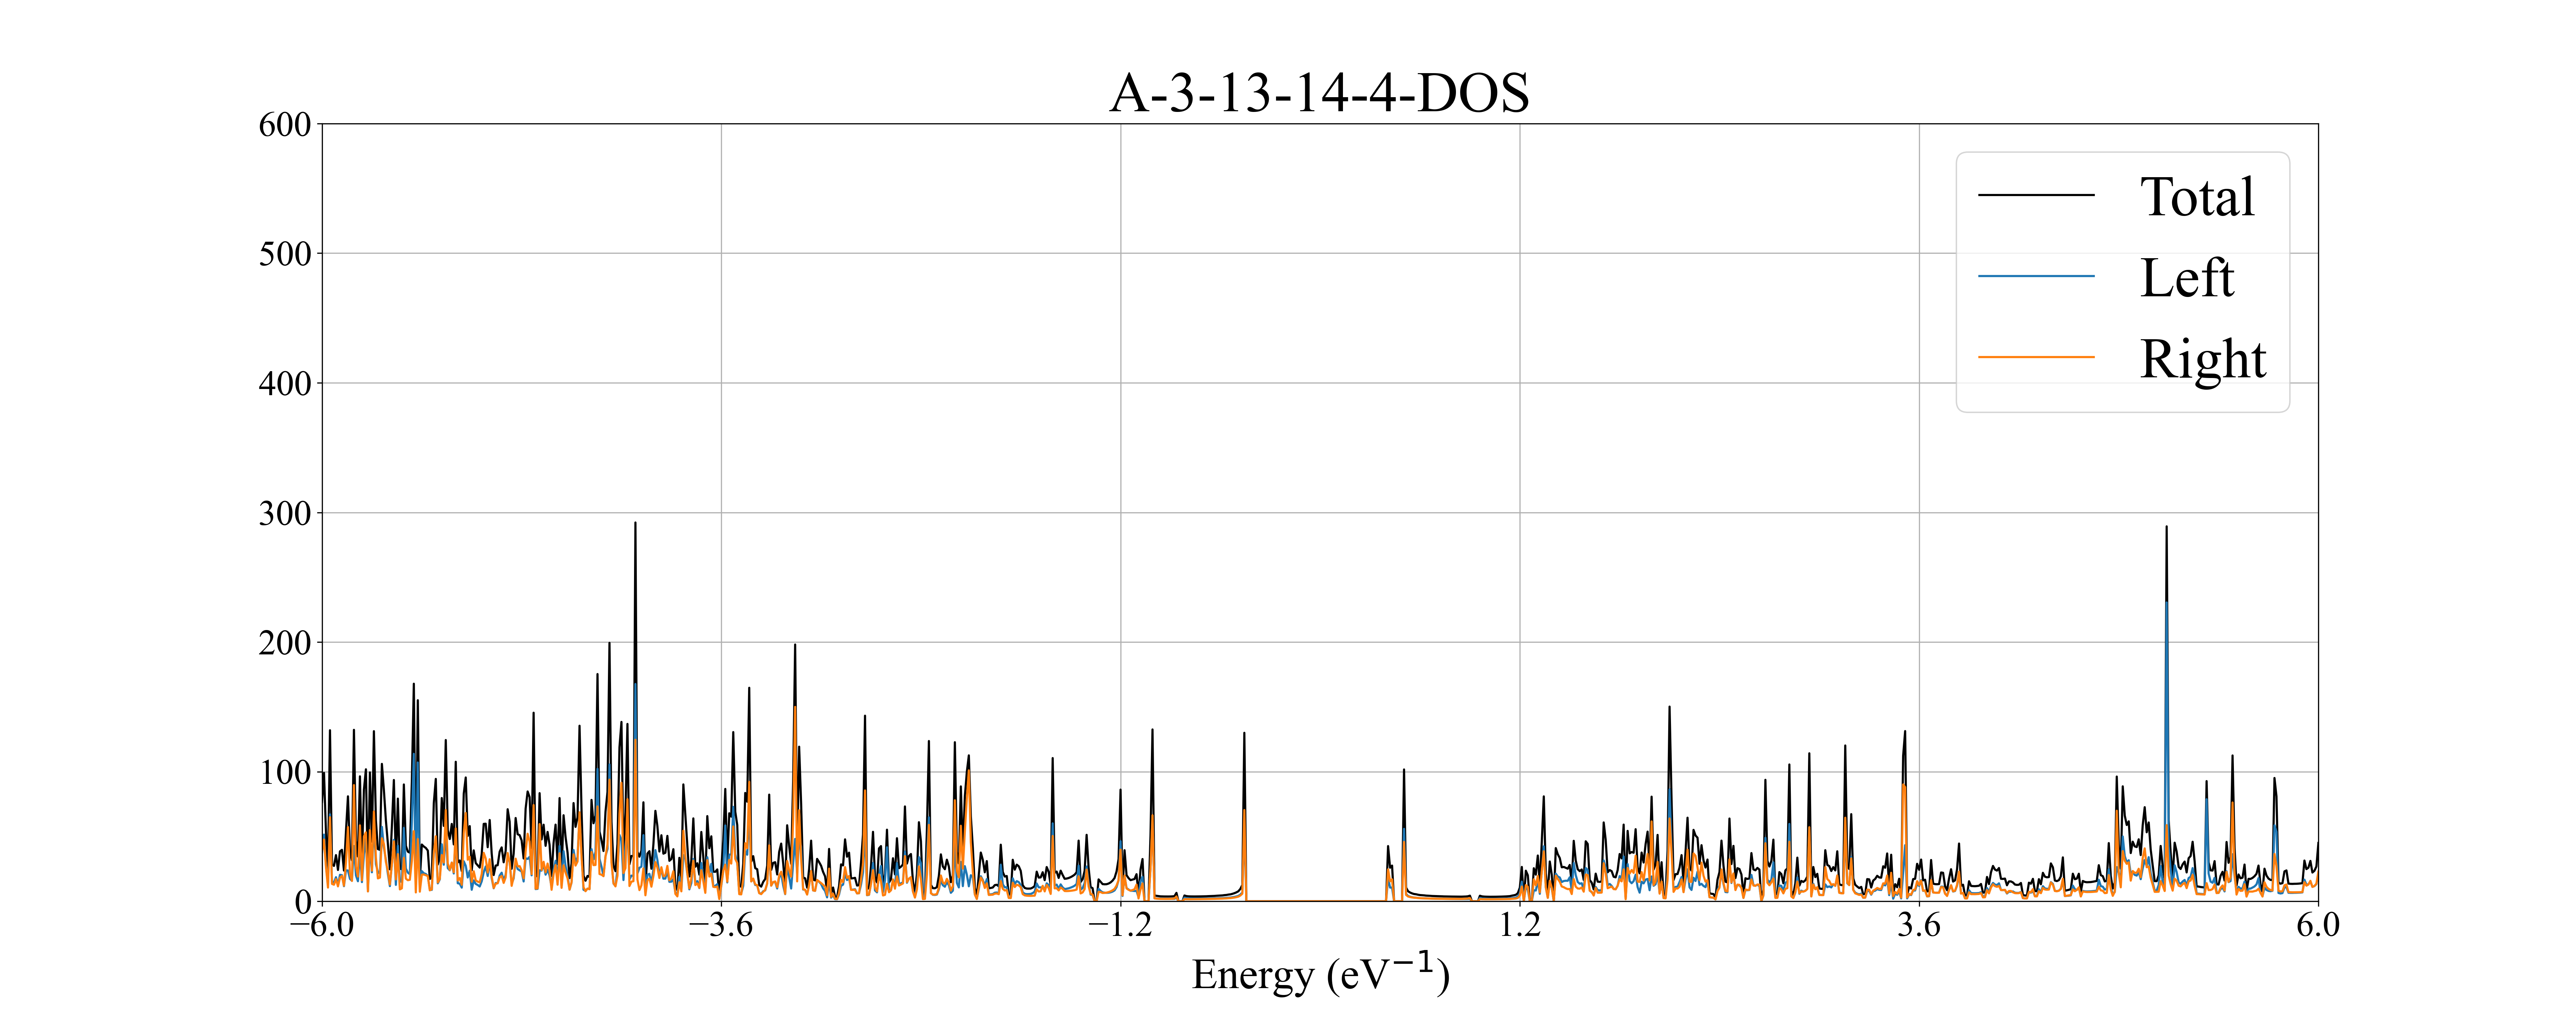 A-3-13-14-4-DOS
600
500
400
300
200
100
0
Total
Left
Right
−6.0 −3.6 −1.2 1.2 3.6 6.0
Energy (eV⁻¹)